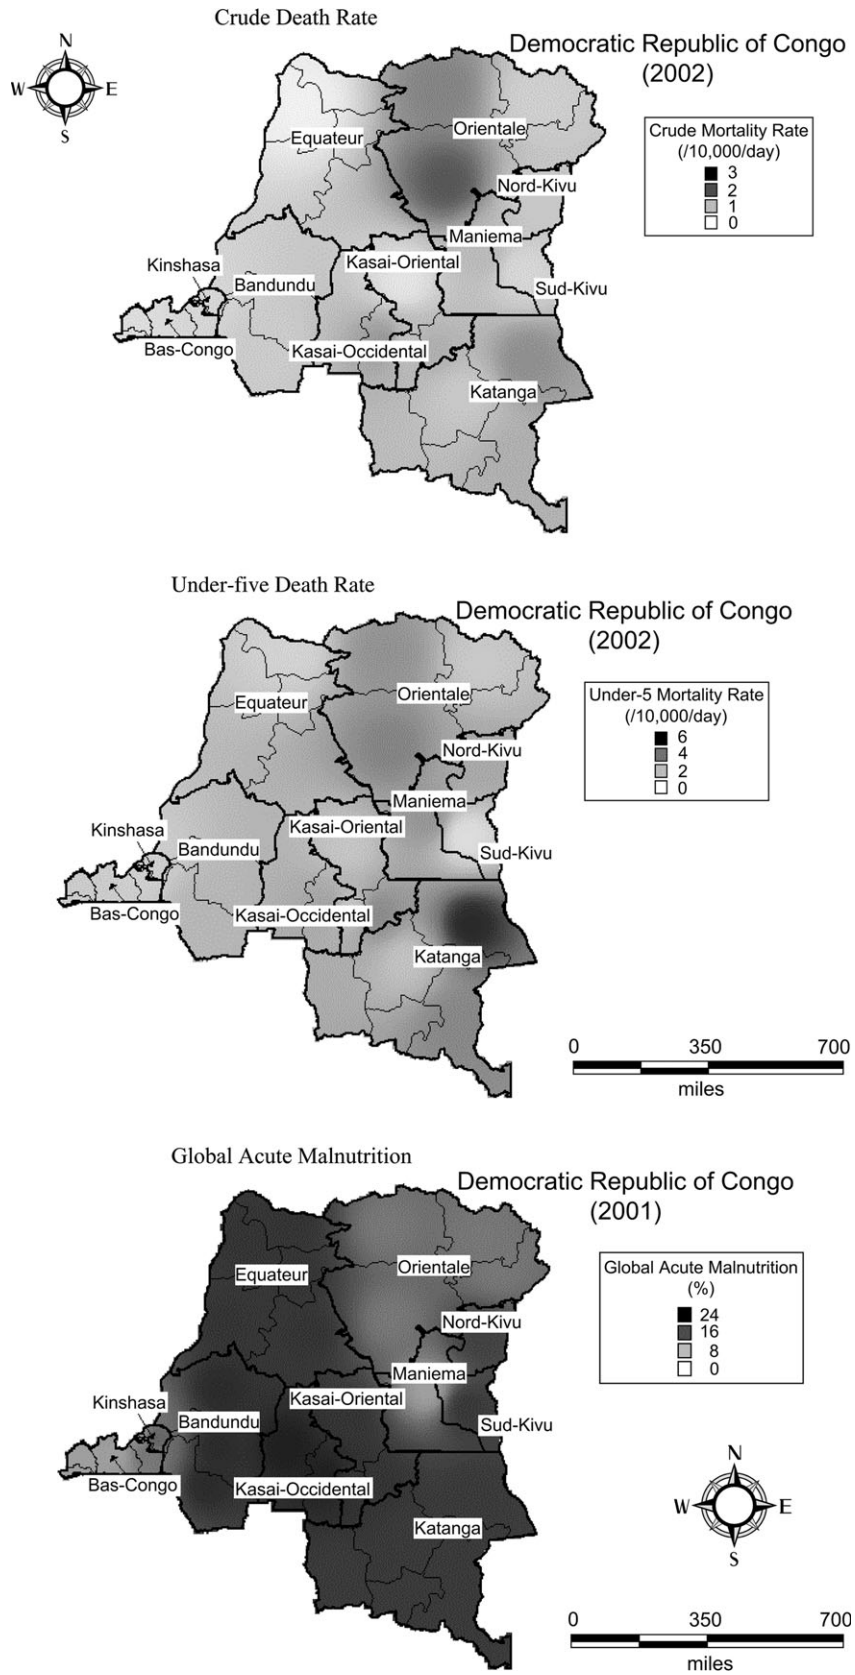 Crude Death Rate
Democratic Republic of Congo
(2002)
N
W E
S
Crude Mortality Rate
(/10,000/day)
3
2
1
0
Equateur
Orientale
Nord-Kivu
Maniema
Kasai-Oriental
Kinshasa
Bandundu
Sud-Kivu
Bas-Congo
Kasai-Occidental
Katanga
Under-five Death Rate
Democratic Republic of Congo
(2002)
Under-5 Mortality Rate
(/10,000/day)
6
4
2
0
Equateur
Orientale
Nord-Kivu
Maniema
Kasai-Oriental
Kinshasa
Bandundu
Sud-Kivu
Bas-Congo
Kasai-Occidental
Katanga
0 350 700
miles
Global Acute Malnutrition
Democratic Republic of Congo
(2001)
Global Acute Malnutrition
(%)
24
16
8
0
Equateur
Orientale
Nord-Kivu
Maniema
Kasai-Oriental
Kinshasa
Bandundu
Sud-Kivu
Bas-Congo
Kasai-Occidental
Katanga
N
W E
S
0 350 700
miles